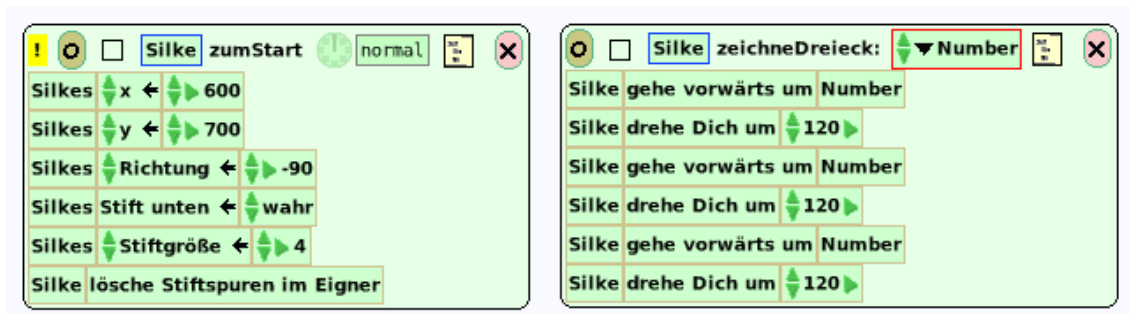 ! Silke zumStart normal
Silkes x ← 600
Silkes y ← 700
Silkes Richtung ← -90
Silkes Stift unten ← wahr
Silkes Stiftgröße ← 4
Silke lösche Stiftspuren im Eigner
Silke zeichneDreieck: Number
Silke gehe vorwärts um Number
Silke drehe Dich um 120
Silke gehe vorwärts um Number
Silke drehe Dich um 120
Silke gehe vorwärts um Number
Silke drehe Dich um 120